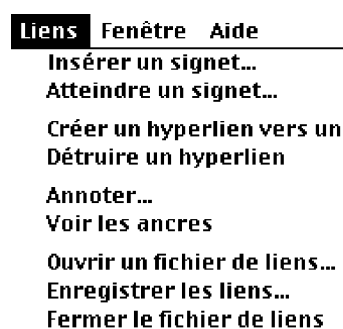 Liens Fenêtre Aide
Insérer un signet...
Atteindre un signet...
Créer un hyperlien vers un
Détruire un hyperlien
Annoter...
Voir les ancres
Ouvrir un fichier de liens...
Enregistrer les liens...
Fermer le fichier de liens